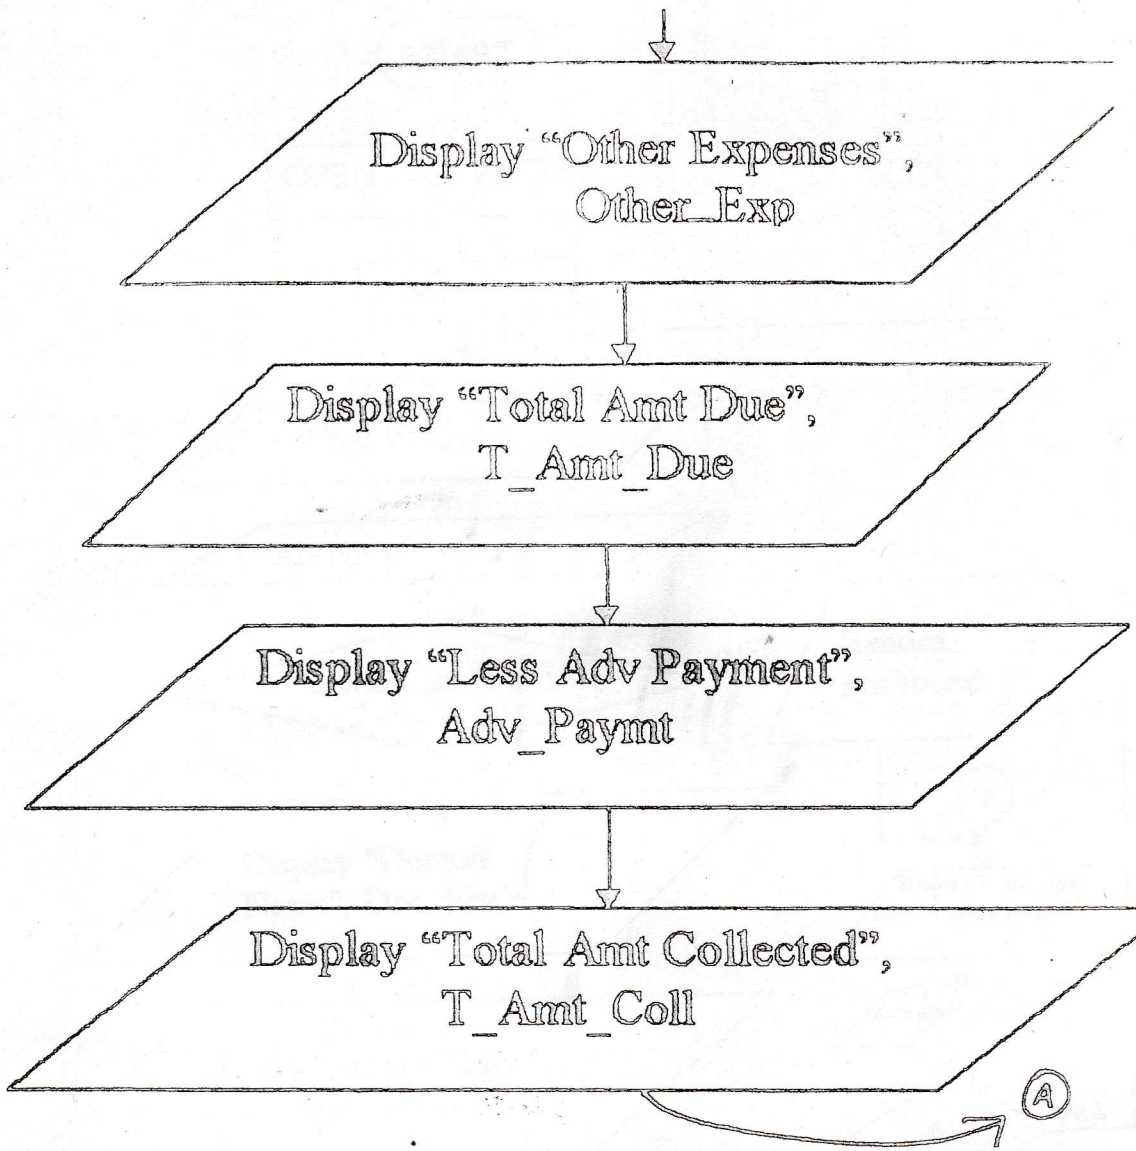 Display “Other Expenses”,
Other_Exp
Display “Total Amt Due”,
T_Amt_Due
Display “Less Adv Payment”,
Adv_Paymt
Display “Total Amt Collected”,
T_Amt_Coll
A